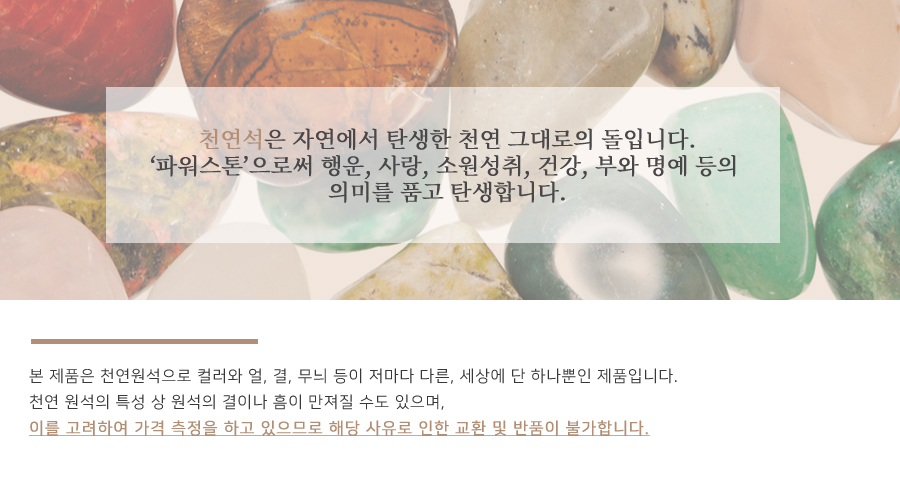 천연석은 자연에서 탄생한 천연 그대로의 돌입니다.
‘파워스톤’으로써 행운, 사랑, 소원성취, 건강, 부와 명예 등의
의미를 품고 탄생합니다.
본 제품은 천연원석으로 컬러와 얼, 결, 무늬 등이 저마다 다른, 세상에 단 하나뿐인 제품입니다.
천연 원석의 특성 상 원석의 결이나 흠이 만져질 수도 있으며,
이를 고려하여 가격 측정을 하고 있으므로 해당 사유로 인한 교환 및 반품이 불가합니다.